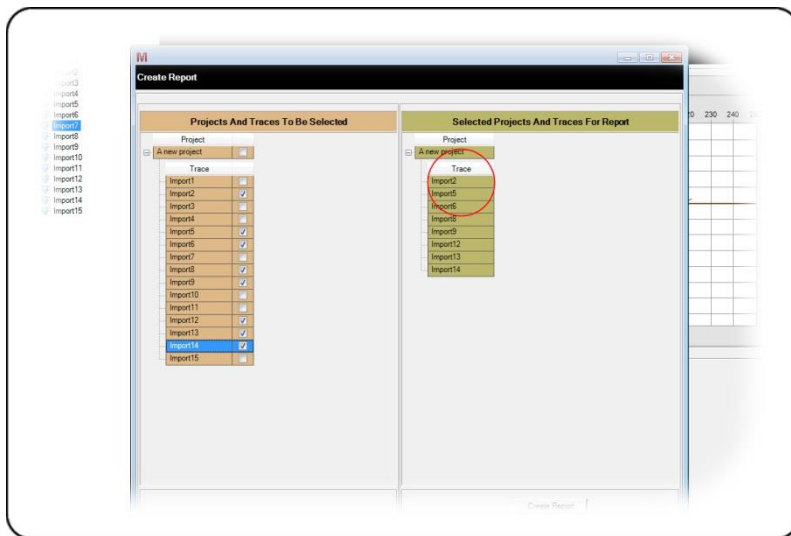 Import3
Import4
Import5
Import6
Import7
Import8
Import9
Import10
Import11
Import12
Import13
Import14
Import15
M
Create Report
Projects And Traces To Be Selected
Project
A new project
Trace
Import1
Import2
Import3
Import4
Import5
Import6
Import7
Import8
Import9
Import10
Import11
Import12
Import13
Import14
Import15
Selected Projects And Traces For Report
Project
A new project
Trace
Import2
Import5
Import6
Import8
Import9
Import12
Import13
Import14
Create Report
230 240